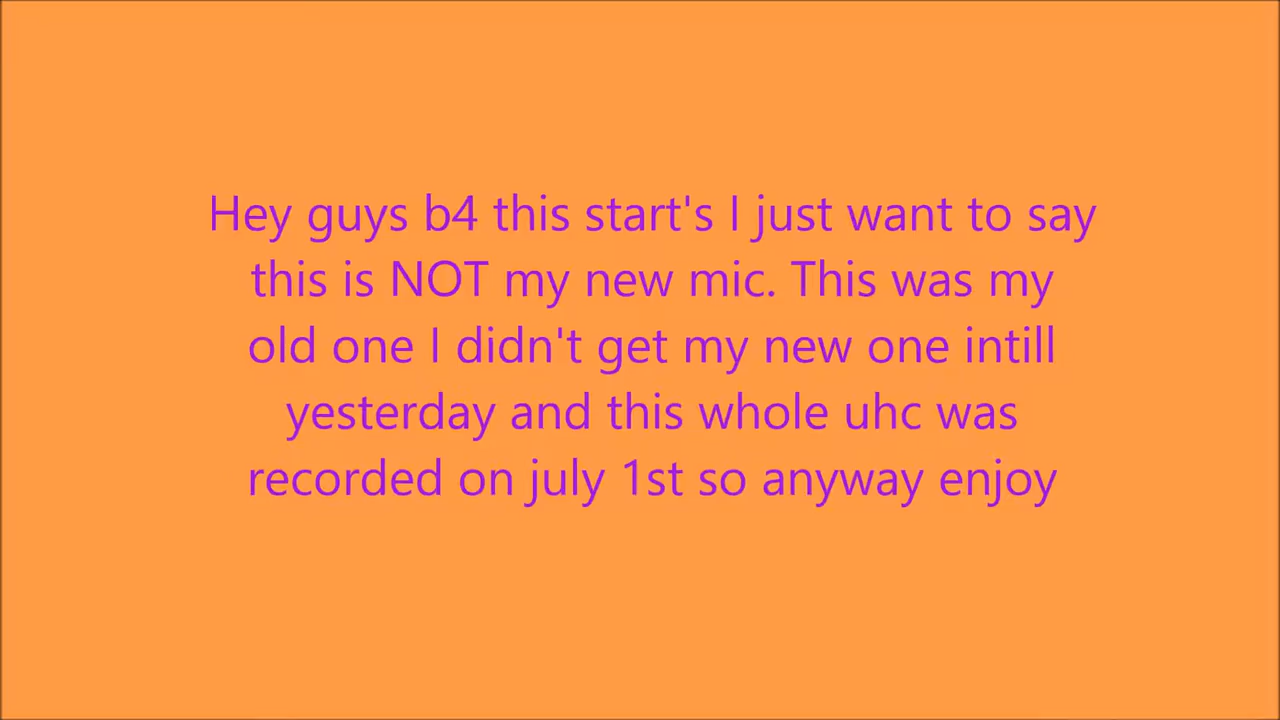 Hey guys b4 this start's I just want to say
this is NOT my new mic. This was my
old one I didn't get my new one intill
yesterday and this whole uhc was
recorded on july 1st so anyway enjoy